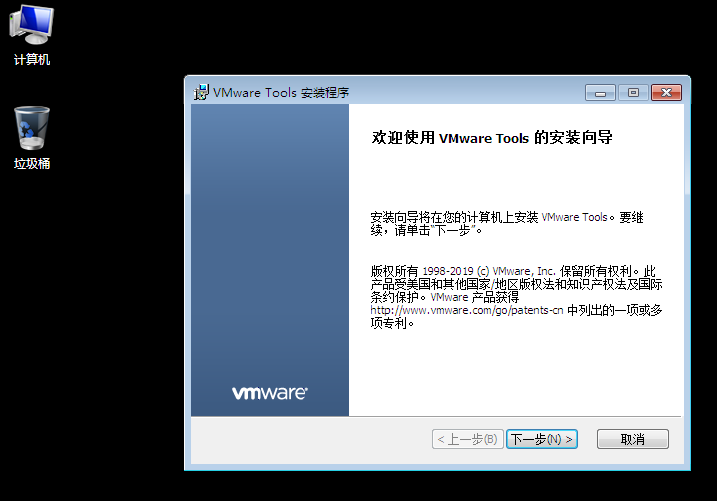 计算机
垃圾桶
VMware Tools 安装程序
欢迎使用 VMware Tools 的安装向导
安装向导将在您的计算机上安装 VMware Tools。要继
续，请单击“下一步”。
版权所有 1998-2019 (c) VMware, Inc. 保留所有权利。此
产品受美国和其他国家/地区版权法和知识产权法及国际
条约保护。VMware 产品获得
http://www.vmware.com/go/patents-cn 中列出的一项或多
项专利。
vmware®
< 上一步(B)
下一步(N) >
取消